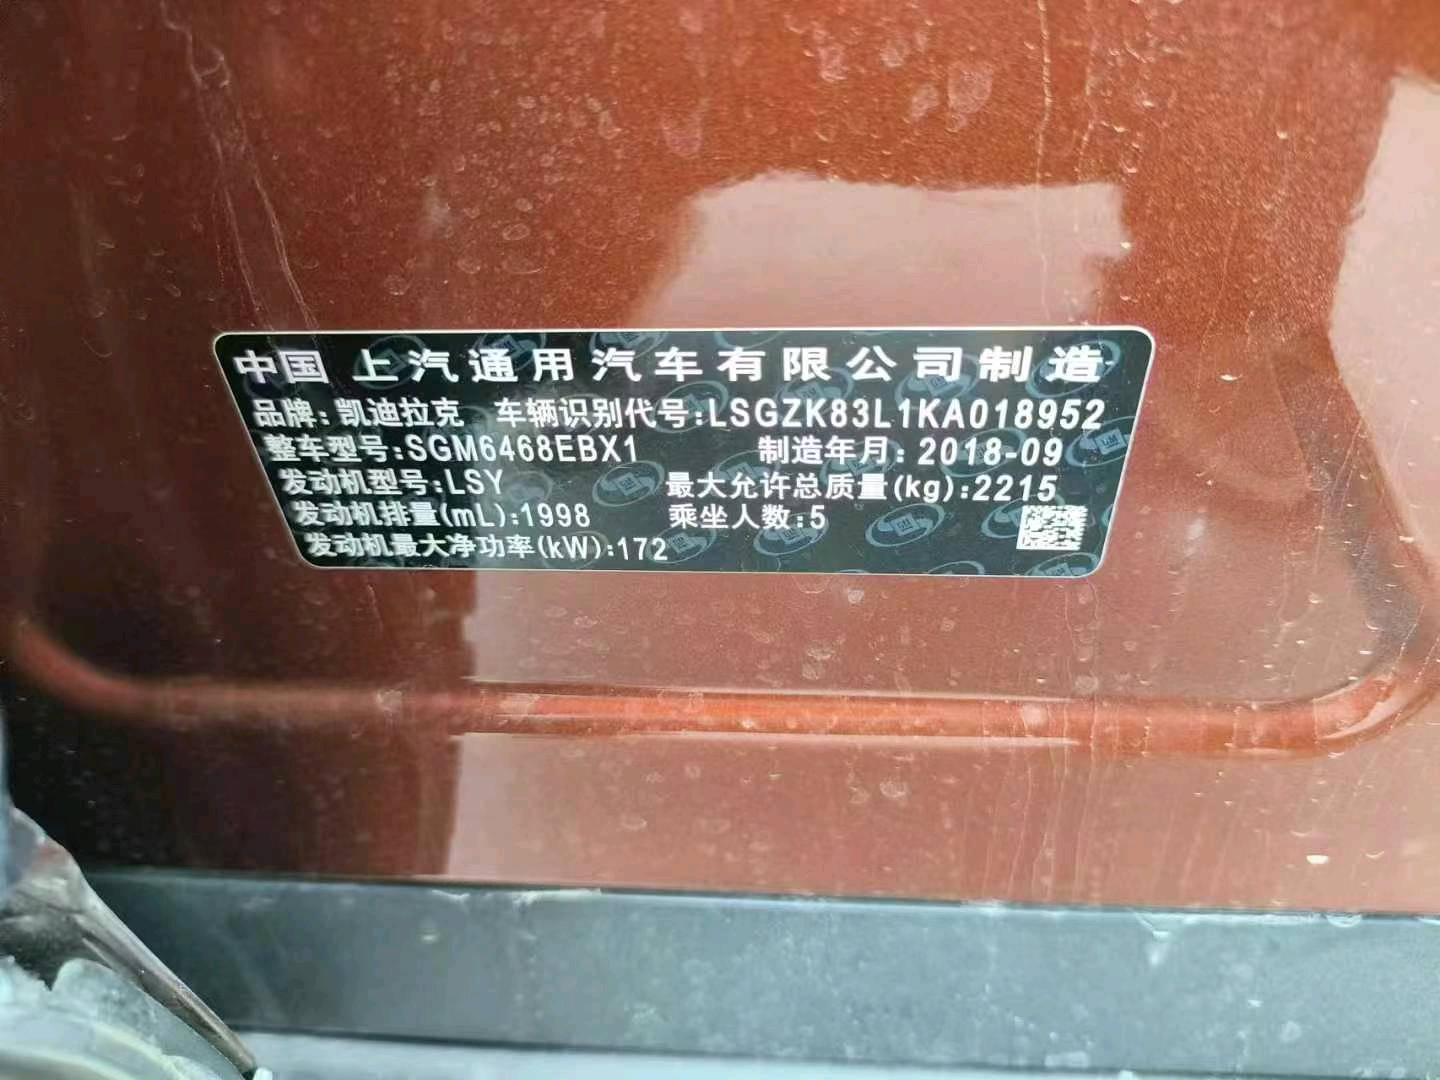 中国 上汽通用汽车有限公司制造
品牌:凯迪拉克 车辆识别代号:LSGZK83L1KA018952
整车型号:SGM6468EBX1 制造年月:2018-09
发动机型号:LSY 最大允许总质量(kg):2215
发动机排量(mL):1998 乘坐人数:5
发动机最大净功率(kW):172